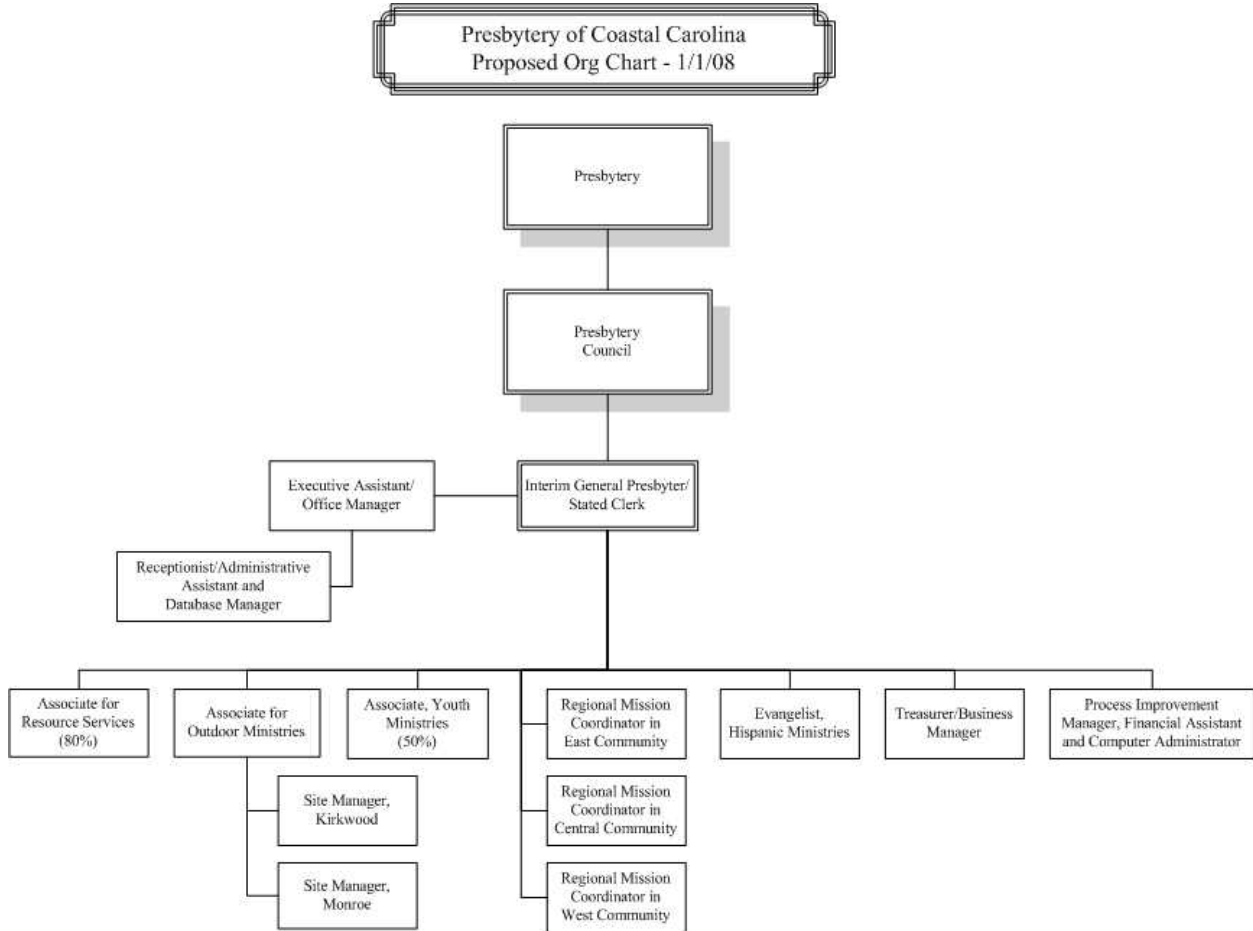 Presbytery of Coastal Carolina
Proposed Org Chart - 1/1/08
Presbytery
Presbytery
Council
Executive Assistant/
Office Manager
Interim General Presbyter/
Stated Clerk
Receptionist/Administrative
Assistant and
Database Manager
Associate for
Resource Services
(80%)
Associate for
Outdoor Ministries
Associate, Youth
Ministries
(50%)
Regional Mission
Coordinator in
East Community
Evangelist,
Hispanic Ministries
Treasurer/Business
Manager
Process Improvement
Manager, Financial Assistant
and Computer Administrator
Site Manager,
Kirkwood
Regional Mission
Coordinator in
Central Community
Site Manager,
Monroe
Regional Mission
Coordinator in
West Community